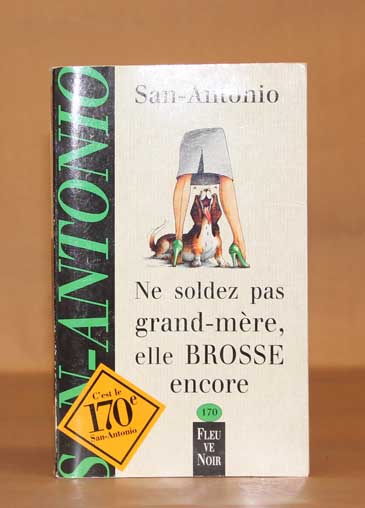 SAN-ANTONIO
San-Antonio
Ne soldez pas
grand-mère,
elle BROSSE
encore
170
FLEU
VE
NOIR
C'est le
170e
San-Antonio